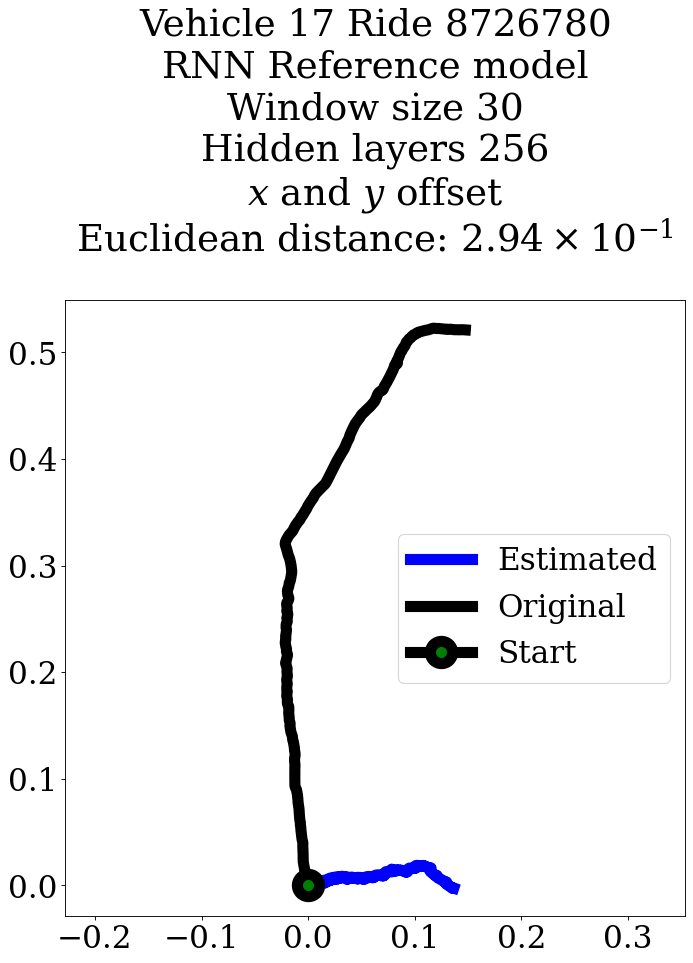 Vehicle 17 Ride 8726780
RNN Reference model
Window size 30
Hidden layers 256
x and y offset
Euclidean distance: 2.94 × 10⁻¹
0.5
0.4
0.3
0.2
0.1
0.0
Estimated
Original
Start
−0.2 −0.1 0.0 0.1 0.2 0.3